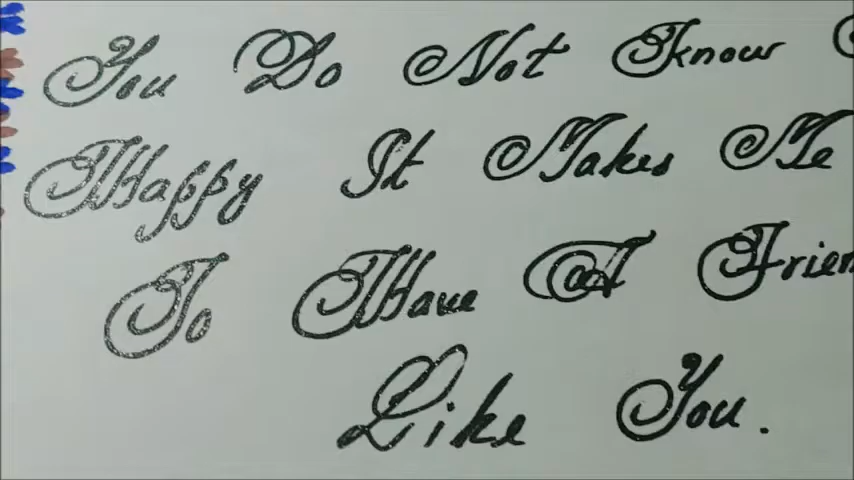 You Do Not Know
Happy It Makes Me
To Have A Frien
Like You.